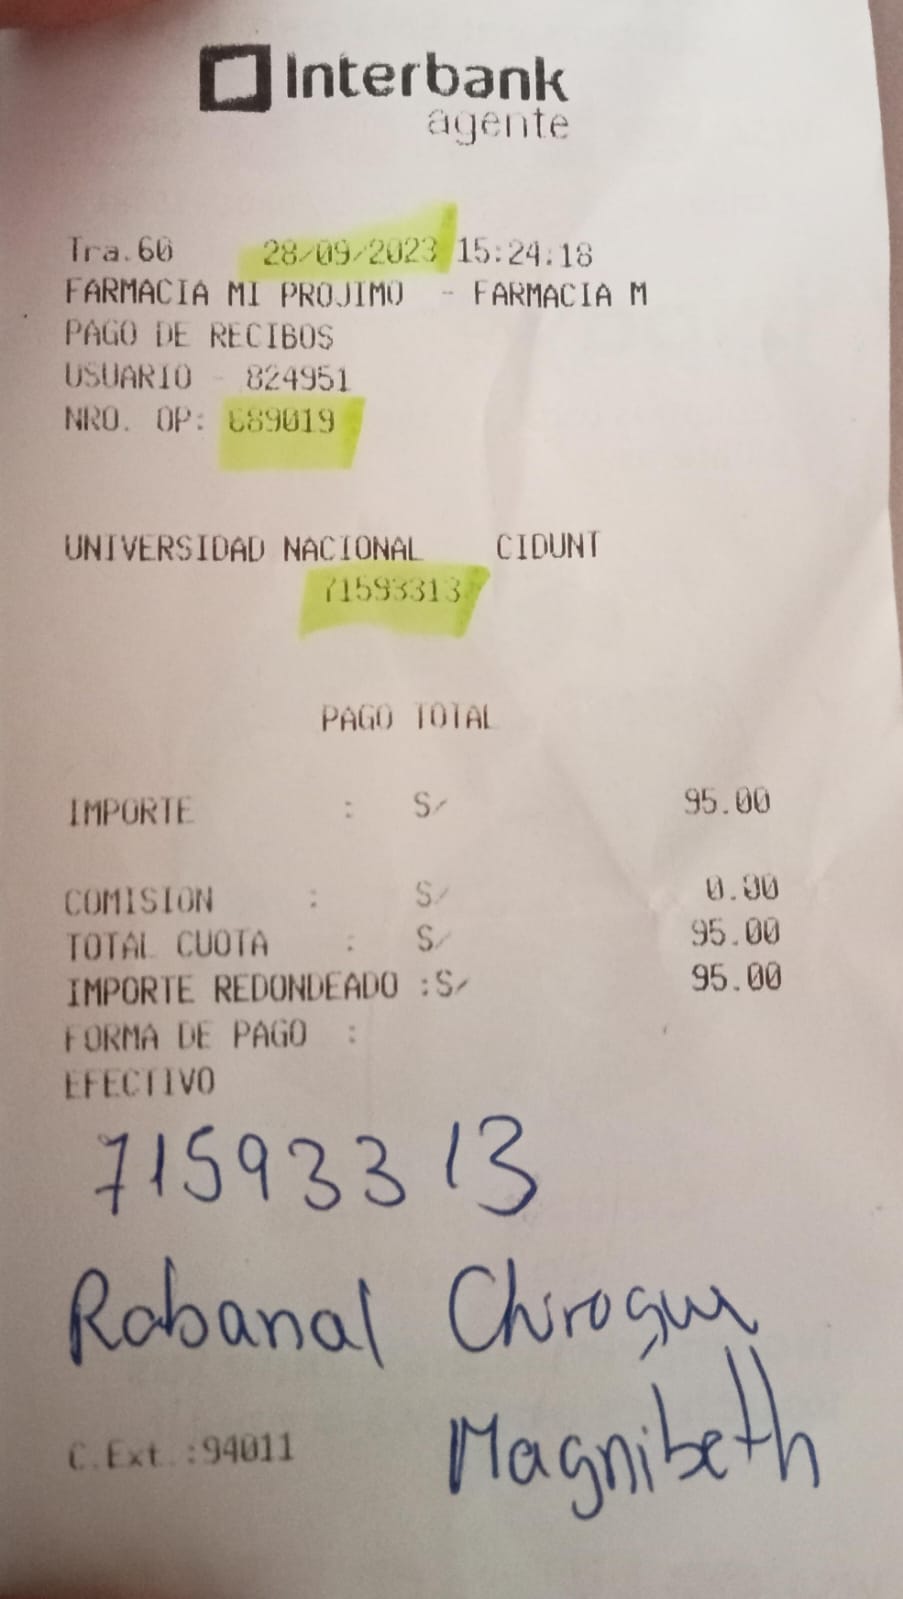 Interbank
agente
Tra.60 28/09/2023 15:24:18
FARMACIA MI PROJIMO - FARMACIA M
PAGO DE RECIBOS
USUARIO - 824951
NRO. OP: 689019
UNIVERSIDAD NACIONAL CIDUNT
71593313
PAGO TOTAL
IMPORTE : S/ 95.00
COMISION : S/ 0.00
TOTAL CUOTA : S/ 95.00
IMPORTE REDONDEADO :S/ 95.00
FORMA DE PAGO :
EFECTIVO
71593313
Rabanal
C.Ext.:94011 Magnibeth